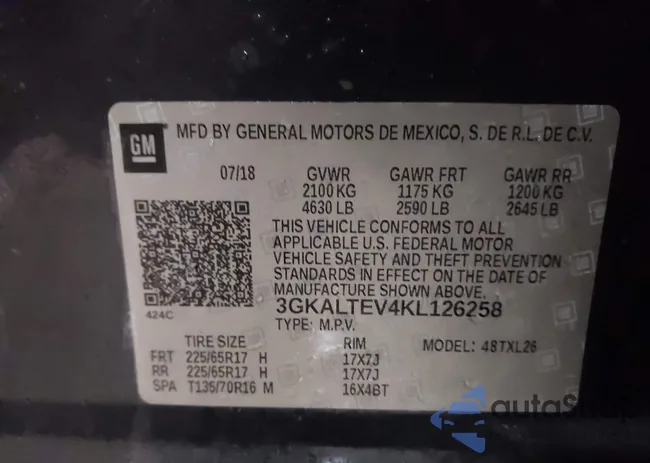 GM
MFD BY GENERAL MOTORS DE MEXICO, S. DE R.L. DE C.V.
07/18 GVWR GAWR FRT GAWR RR
2100 KG 1175 KG 1200 KG
4630 LB 2590 LB 2645 LB
THIS VEHICLE CONFORMS TO ALL
APPLICABLE U.S. FEDERAL MOTOR
VEHICLE SAFETY AND THEFT PREVENTION
STANDARDS IN EFFECT ON THE DATE OF
MANUFACTURE SHOWN ABOVE.
424C
3GKALTEV4KL126258
TYPE: M.P.V.
TIRE SIZE RIM MODEL: 48TXL26
FRT 225/65R17 H 17X7J
RR 225/65R17 H 17X7J
SPA T135/70R16 M 16X4BT